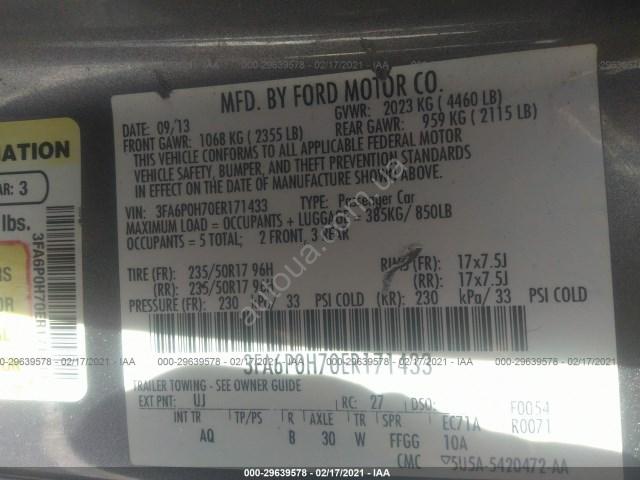 000-29639578 - 02/17/2021 - IAA
MFD. BY FORD MOTOR CO.
DATE: 09/13
GVWR: 2023 KG ( 4460 LB)
FRONT GAWR: 1068 KG ( 2355 LB)
REAR GAWR: 959 KG ( 2115 LB)
THIS VEHICLE CONFORMS TO ALL APPLICABLE FEDERAL MOTOR
VEHICLE SAFETY, BUMPER, AND THEFT PREVENTION STANDARDS
IN EFFECT ON THE DATE OF MANUFACTURE SHOWN ABOVE.
VIN: 3FA6P0H70ER171433 TYPE: Passenger Car
MAXIMUM LOAD = OCCUPANTS + LUGGAGE = 385KG/ 850LB
OCCUPANTS = 5 TOTAL; 2 FRONT, 3 REAR
TIRE (FR): 235/50R17 96H RIMS (FR): 17x7.5J
(RR): 235/50R17 96H (RR): 17x7.5J
PRESSURE (FR): 230 kPa/ 33 PSI COLD (RR): 230 kPa/ 33 PSI COLD
3FA6P0H70ER171433
TRAILER TOWING - SEE OWNER GUIDE
EXT PNT: UJ RC: 27 DSO: F0054
R0071
INT TR TP/PS R AXLE TR SPR EC71A
AQ B 30 W FFGG 10A
CMC 5U5A-5420472-AA
MATION
AR: 3
lbs.
3FA6P0H70ER1
RS
OR
AL
autoua.com
000-29639578 - 02/17/2021 - IAA
000-29639578 - 02/17/2021 - IAA